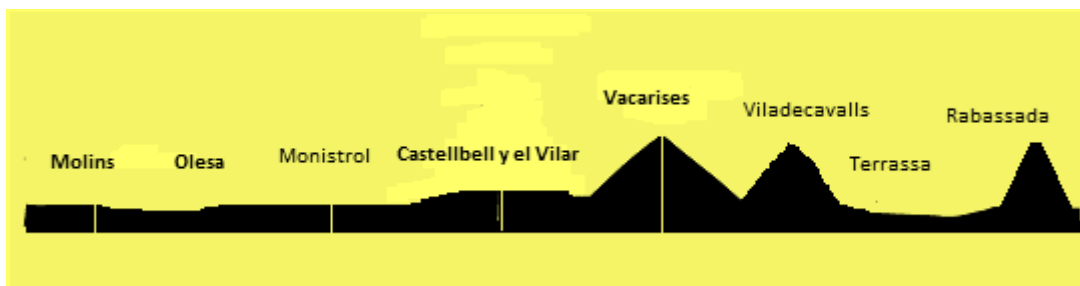 Molins
Olesa
Monistrol
Castellbell y el Vilar
Vacarises
Viladecavalls
Terrassa
Rabassada